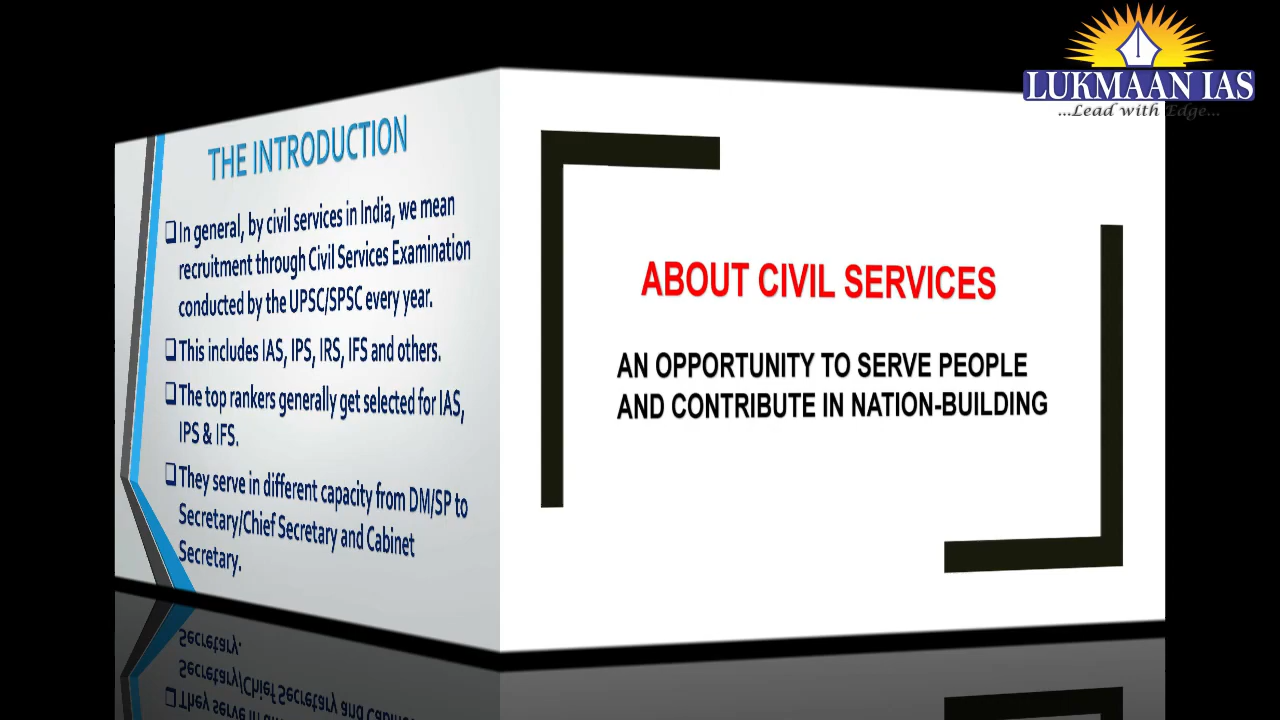 LUKMAAN IAS
...Lead with Edge...
THE INTRODUCTION
❑ In general, by civil services in India, we mean
recruitment through Civil Services Examination
conducted by the UPSC/SPSC every year.
❑ This includes IAS, IPS, IRS, IFS and others.
❑ The top rankers generally get selected for IAS,
IPS & IFS.
❑ They serve in different capacity from DM/SP to
Secretary/Chief Secretary and Cabinet
Secretary.
ABOUT CIVIL SERVICES
AN OPPORTUNITY TO SERVE PEOPLE
AND CONTRIBUTE IN NATION-BUILDING